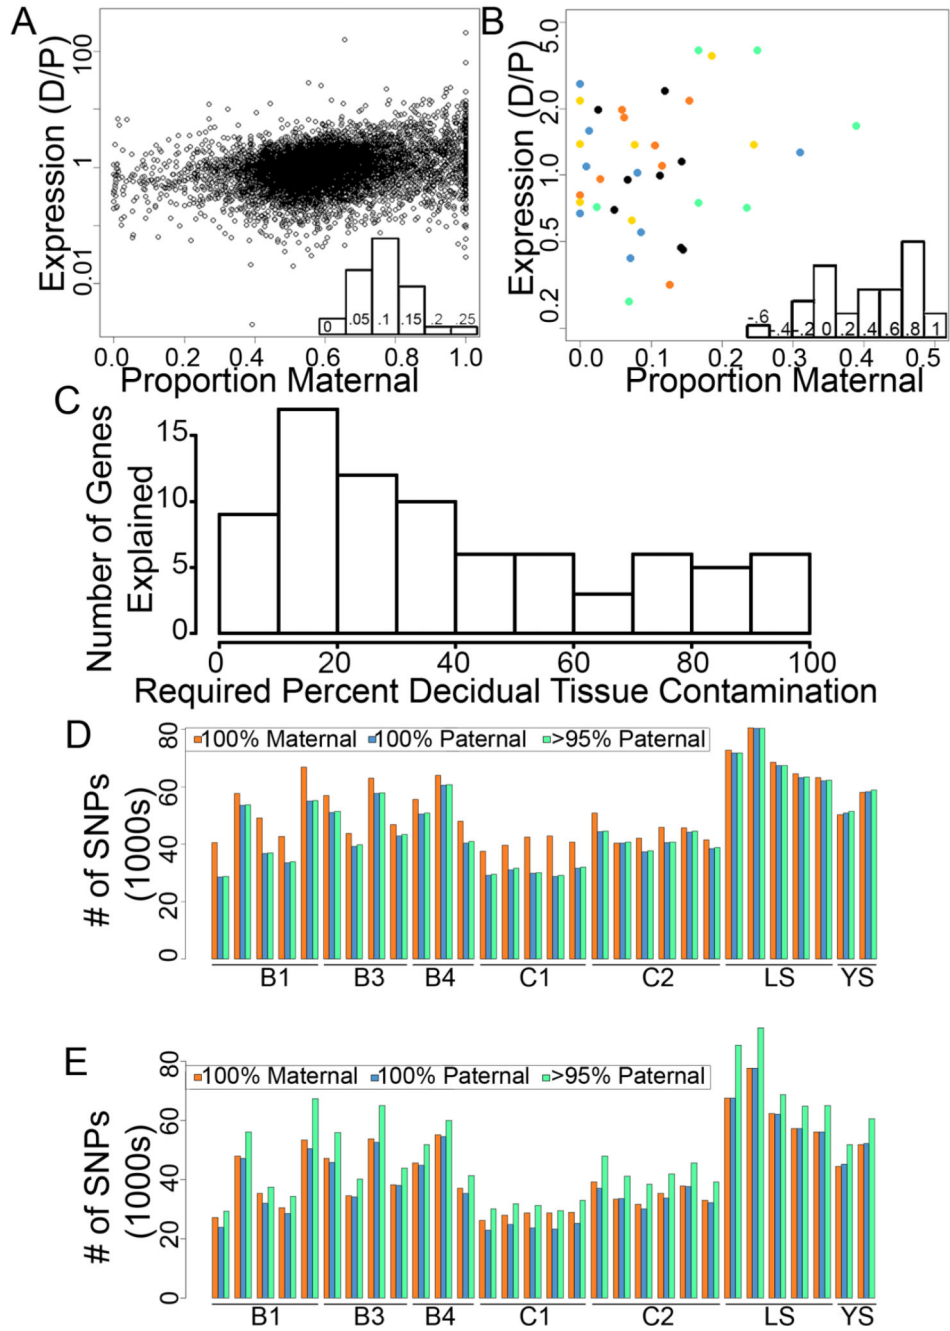 A
Expression (D/P)
100
1
0.01
0 .05 .1 .15 .2 .25
0.0 0.2 0.4 0.6 0.8 1.0
Proportion Maternal
B
Expression (D/P)
5.0
2.0
1.0
0.5
0.2
-.6 -.4 -.2 0 .2 .4 .6 .8 1
0.0 0.1 0.2 0.3 0.4 0.5
Proportion Maternal
C
Number of Genes
Explained
15
10
5
0
0 20 40 60 80 100
Required Percent Decidual Tissue Contamination
D
# of SNPs
(1000s)
80
60
40
20
0
100% Maternal 100% Paternal >95% Paternal
B1 B3 B4 C1 C2 LS YS
E
# of SNPs
(1000s)
80
60
40
20
0
100% Maternal 100% Paternal >95% Paternal
B1 B3 B4 C1 C2 LS YS